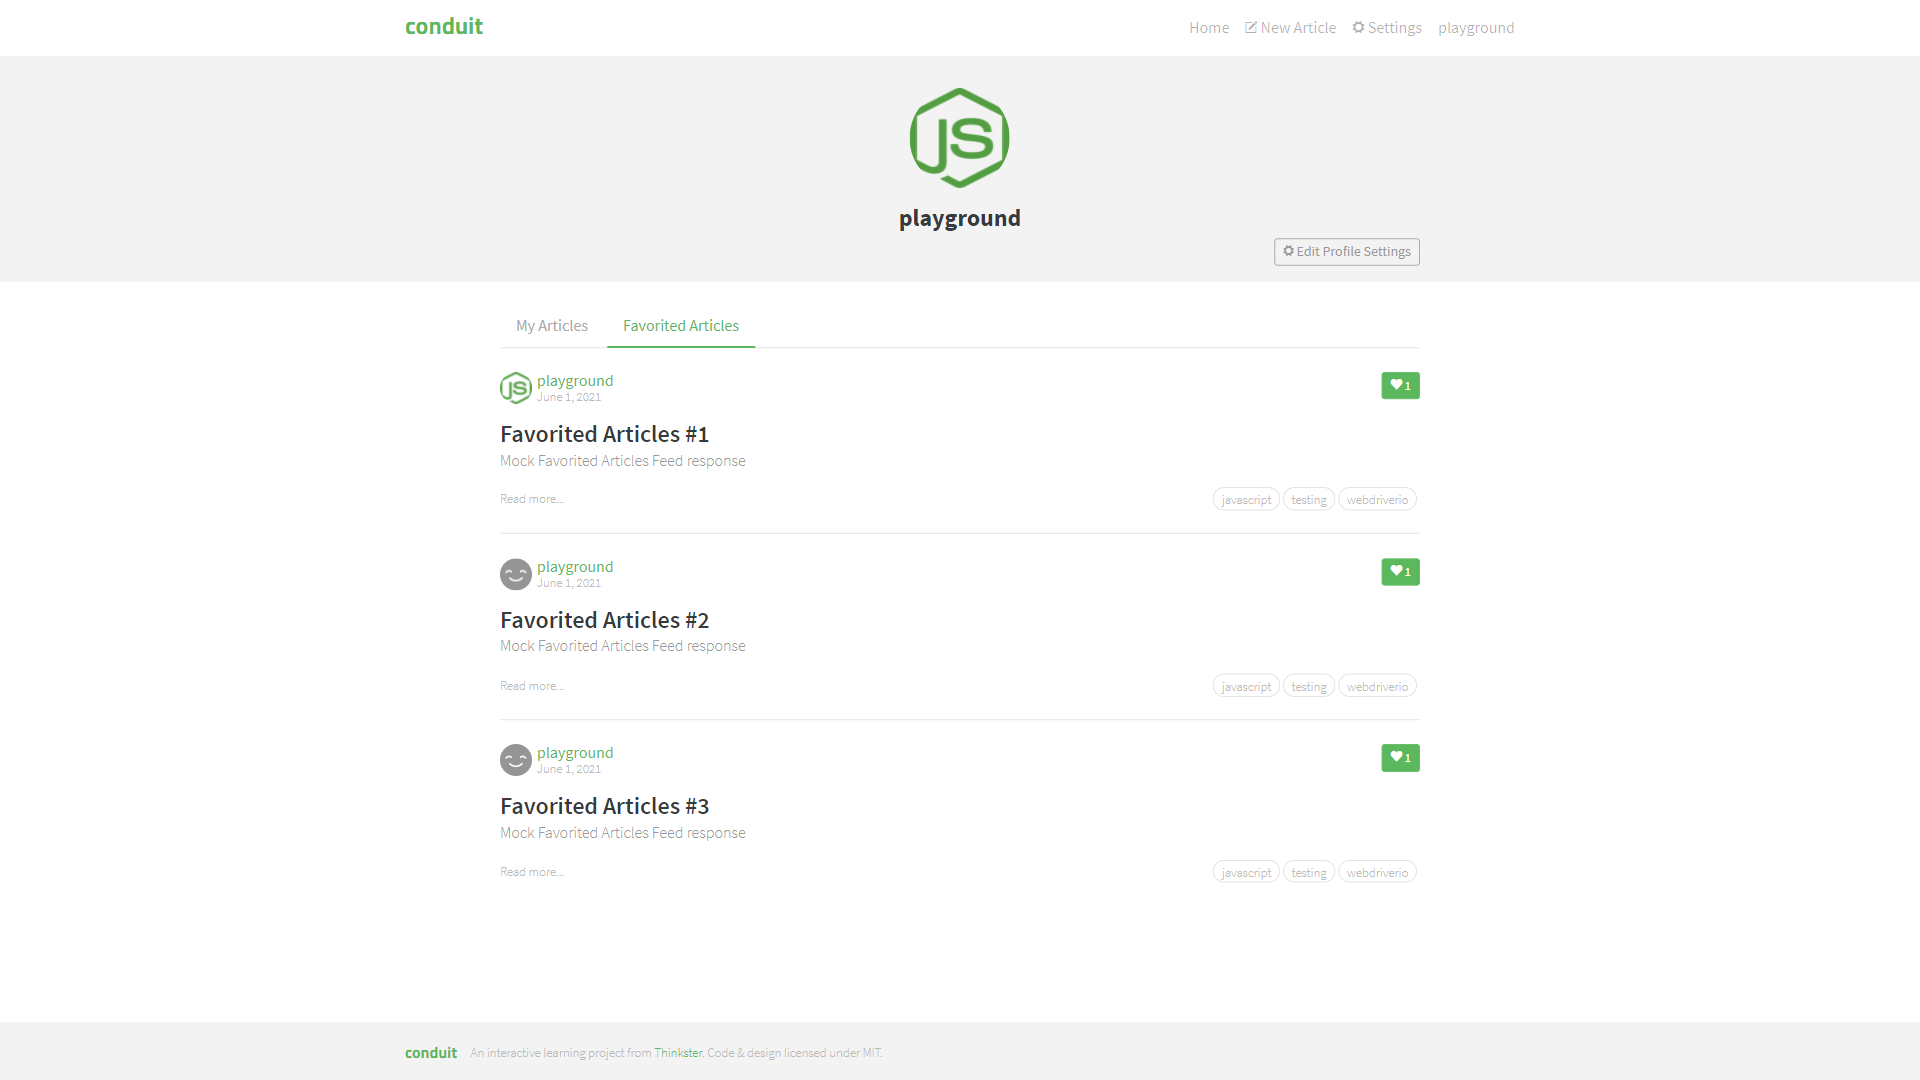 conduit
Home New Article Settings playground
JS
playground
Edit Profile Settings
My Articles Favorited Articles
JS
playground
June 1, 2021
1
Favorited Articles #1
Mock Favorited Articles Feed response
Read more...
javascript testing webdriverio
playground
June 1, 2021
1
Favorited Articles #2
Mock Favorited Articles Feed response
Read more...
javascript testing webdriverio
playground
June 1, 2021
1
Favorited Articles #3
Mock Favorited Articles Feed response
Read more...
javascript testing webdriverio
conduit An interactive learning project from Thinkster. Code & design licensed under MIT.